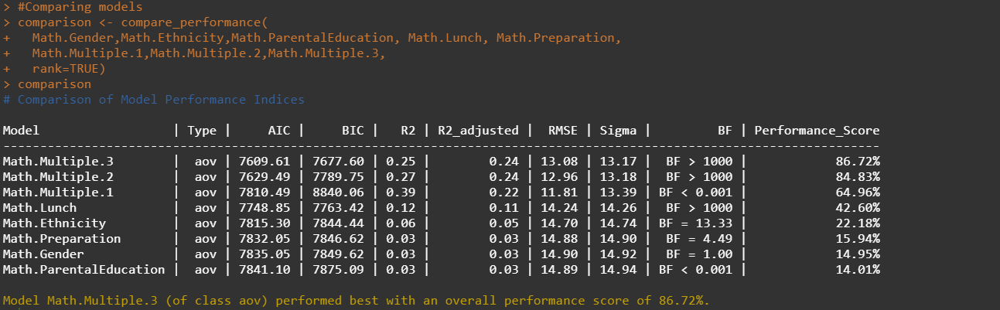 > #Comparing models
> comparison <- compare_performance(
+   Math.Gender,Math.Ethnicity,Math.ParentalEducation, Math.Lunch, Math.Preparation,
+   Math.Multiple.1,Math.Multiple.2,Math.Multiple.3,
+   rank=TRUE)
> comparison
# Comparison of Model Performance Indices
Model                  | Type |     AIC |     BIC |   R2 | R2_adjusted |  RMSE | Sigma |         BF | Performance_Score
------------------------------------------------------------------------------------------------------------------------
Math.Multiple.3        |  aov | 7609.61 | 7677.60 | 0.25 |        0.24 | 13.08 | 13.17 |  BF > 1000 |            86.72%
Math.Multiple.2        |  aov | 7629.49 | 7789.75 | 0.27 |        0.24 | 12.96 | 13.18 |  BF > 1000 |            84.83%
Math.Multiple.1        |  aov | 7810.49 | 8840.06 | 0.39 |        0.22 | 11.81 | 13.39 | BF < 0.001 |            64.96%
Math.Lunch             |  aov | 7748.85 | 7763.42 | 0.12 |        0.11 | 14.24 | 14.26 |  BF > 1000 |            42.60%
Math.Ethnicity         |  aov | 7815.30 | 7844.44 | 0.06 |        0.05 | 14.70 | 14.74 | BF = 13.33 |            22.18%
Math.Preparation       |  aov | 7832.05 | 7846.62 | 0.03 |        0.03 | 14.88 | 14.90 |  BF = 4.49 |            15.94%
Math.Gender            |  aov | 7835.05 | 7849.62 | 0.03 |        0.03 | 14.90 | 14.92 |  BF = 1.00 |            14.95%
Math.ParentalEducation |  aov | 7841.10 | 7875.09 | 0.03 |        0.03 | 14.89 | 14.94 | BF < 0.001 |            14.01%
Model Math.Multiple.3 (of class aov) performed best with an overall performance score of 86.72%.